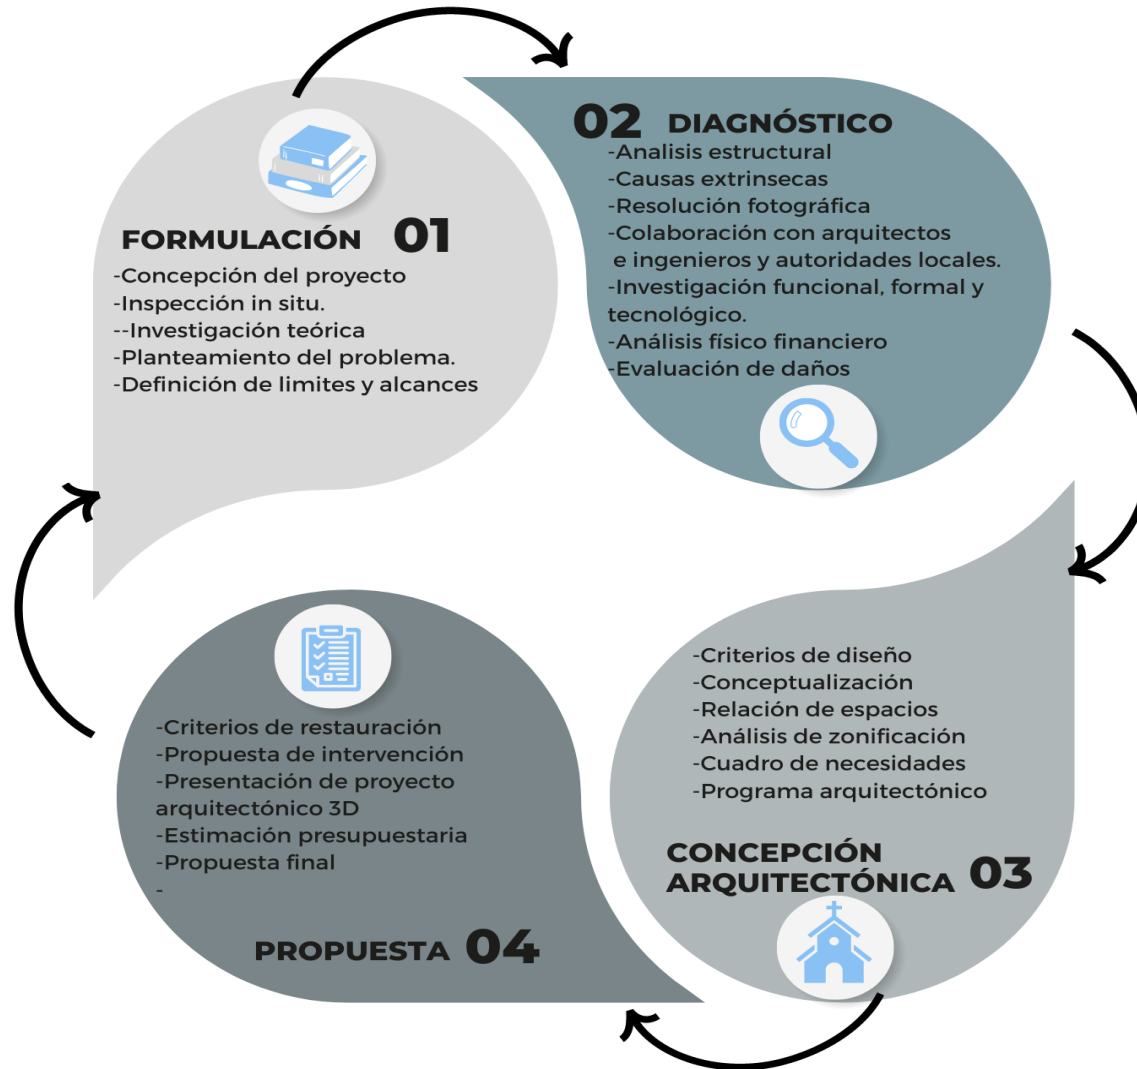 FORMULACIÓN 01
-Concepción del proyecto
-Inspección in situ.
--Investigación teórica
-Planteamiento del problema.
-Definición de limites y alcances
02 DIAGNÓSTICO
-Analisis estructural
-Causas extrinsecas
-Resolución fotográfica
-Colaboración con arquitectos
e ingenieros y autoridades locales.
-Investigación funcional, formal y
tecnológico.
-Análisis físico financiero
-Evaluación de daños
-Criterios de diseño
-Conceptualización
-Relación de espacios
-Análisis de zonificación
-Cuadro de necesidades
-Programa arquitectónico
CONCEPCIÓN
ARQUITECTÓNICA 03
-Criterios de restauración
-Propuesta de intervención
-Presentación de proyecto
arquitectónico 3D
-Estimación presupuestaria
-Propuesta final
-
PROPUESTA 04